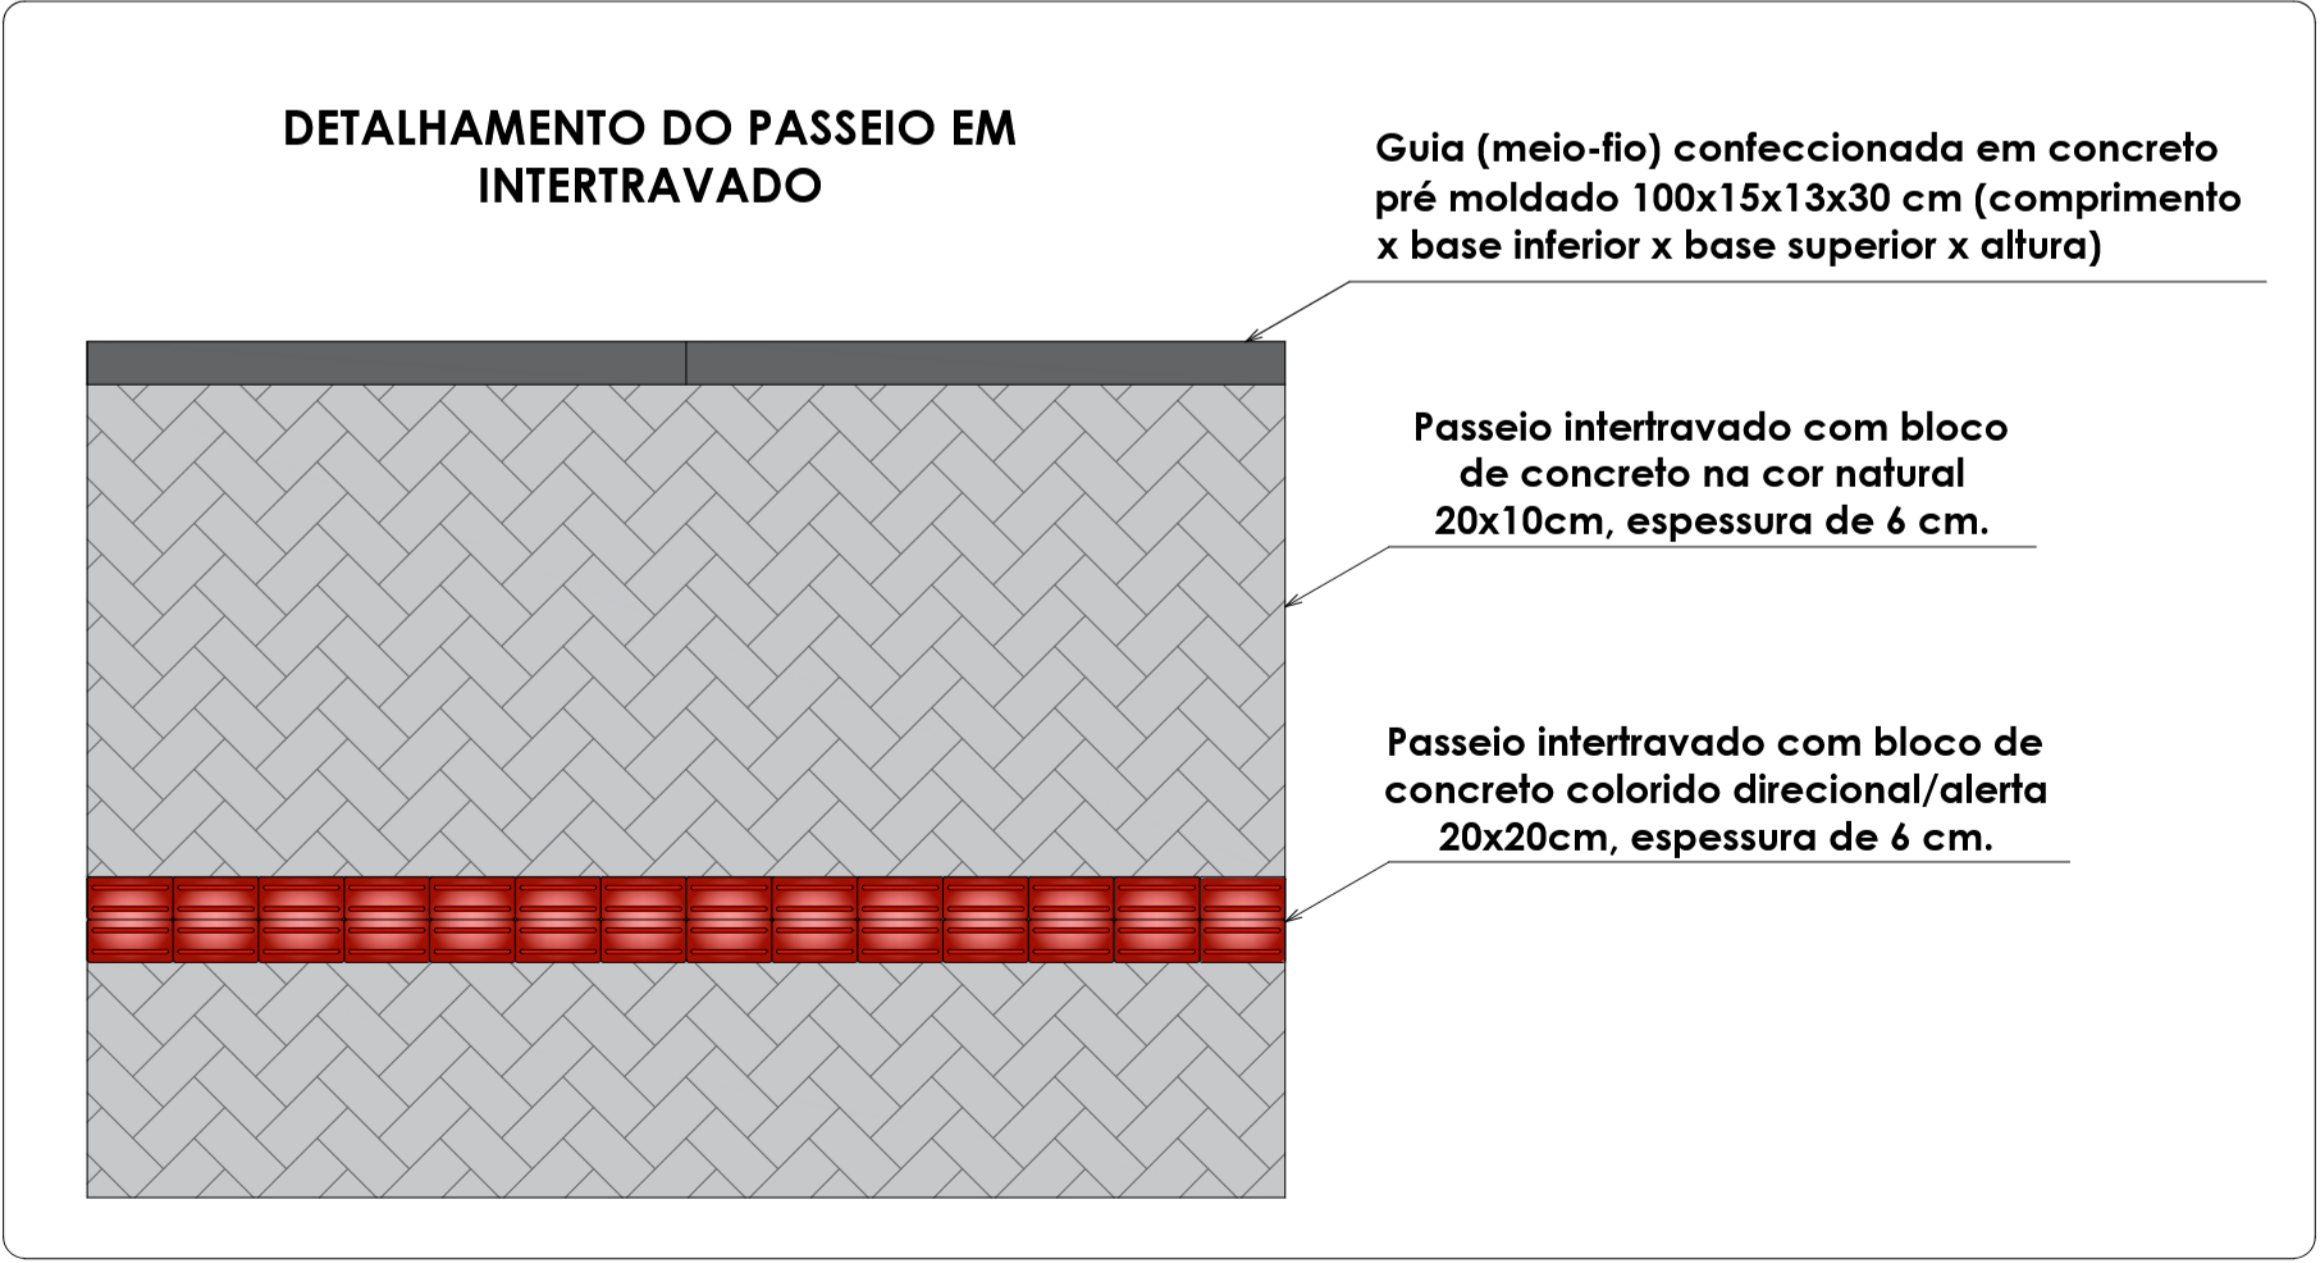 DETALHAMENTO DO PASSEIO EM
INTERTRAVADO
Guia (meio-fio) confeccionada em concreto
pré moldado 100x15x13x30 cm (comprimento
x base inferior x base superior x altura)
Passeio intertravado com bloco
de concreto na cor natural
20x10cm, espessura de 6 cm.
Passeio intertravado com bloco de
concreto colorido direcional/alerta
20x20cm, espessura de 6 cm.